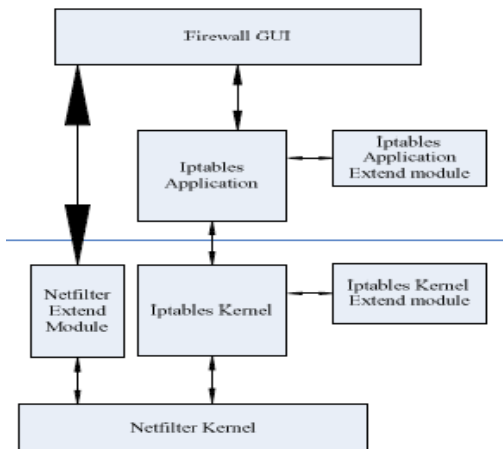 Firewall GUI
Iptables
Application
Iptables
Application
Extend module
Netfilter
Extend
Module
Iptables Kernel
Iptables Kernel
Extend module
Netfilter Kernel